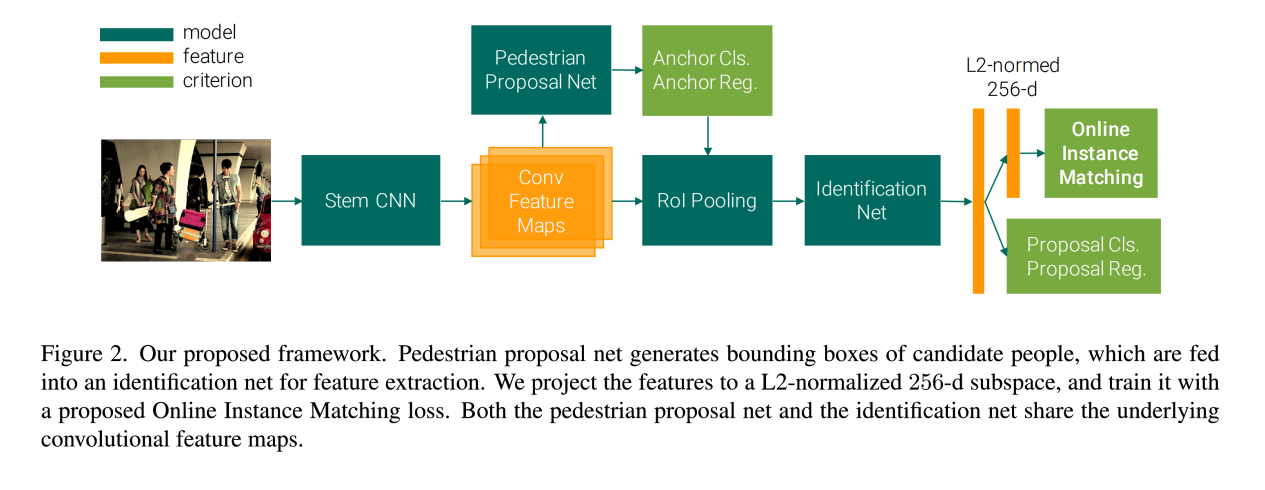 model
feature
criterion
Pedestrian
Proposal Net
Anchor Cls.
Anchor Reg.
L2-normed
256-d
Stem CNN
Conv
Feature
Maps
RoI Pooling
Identification
Net
Online
Instance
Matching
Proposal Cls.
Proposal Reg.
Figure 2. Our proposed framework. Pedestrian proposal net generates bounding boxes of candidate people, which are fed
into an identification net for feature extraction. We project the features to a L2-normalized 256-d subspace, and train it with
a proposed Online Instance Matching loss. Both the pedestrian proposal net and the identification net share the underlying
convolutional feature maps.